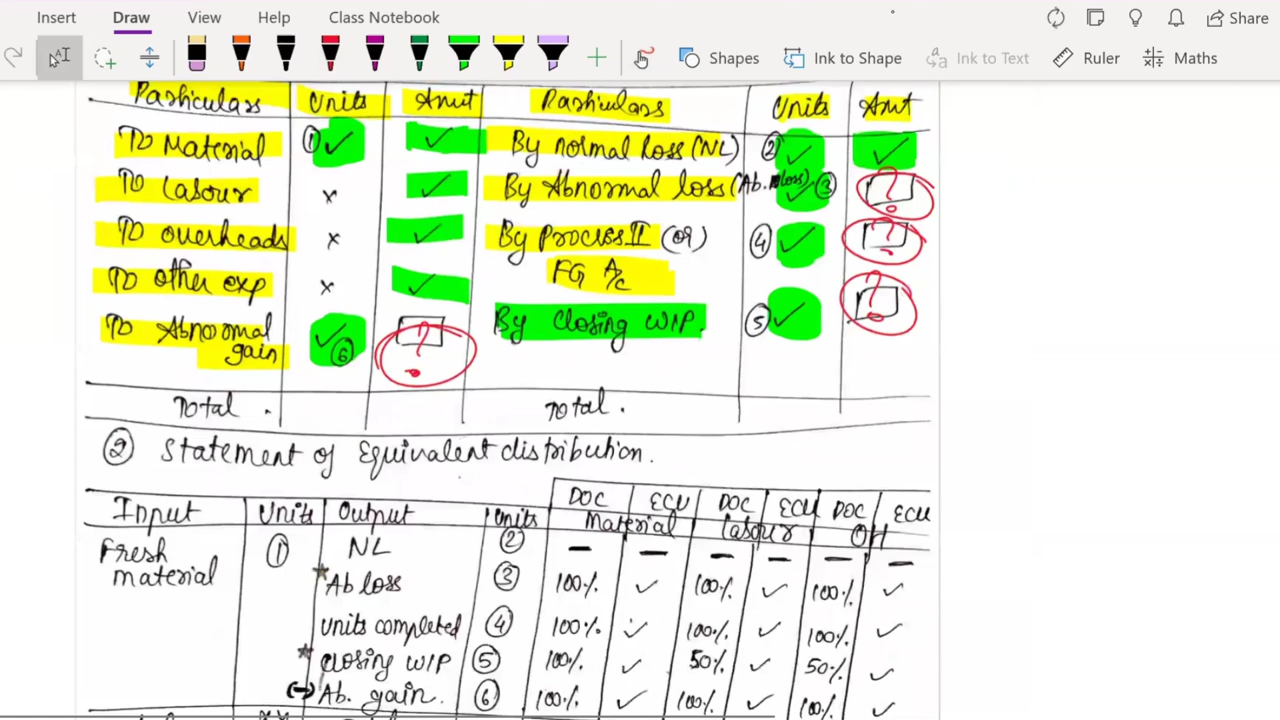 Insert Draw View Help Class Notebook Share
Shapes Ink to Shape Ink to Text Ruler Maths
Particulars Units Amt Particulars Units Amt
To Material ① ✓ ✓ By normal loss (NL) ② ✓ ✓
To Labour x ✓ By Abnormal loss (Ab. loss) ✓ ③ ?
To overheads x ✓ By Process II (or) ④ ✓ ?
To other exp x ✓ FG A/c
To Abnormal gain ✓ ⑥ ? By Closing WIP. ⑤ ✓ ?
Total . Total .
② Statement of Equivalent distribution.
DOC ECU DOC ECU DOC ECU
Input Units Output Units Material Labour OH
Fresh ① NL ② — — — — — —
material ★ Ab loss ③ 100% ✓ 100% ✓ 100% ✓
Units completed ④ 100% ✓ 100% ✓ 100% ✓
★ Closing WIP ⑤ 100% ✓ 50% ✓ 50% ✓
(-) Ab. gain. ⑥ 100% ✓ 100% ✓ 100% ✓